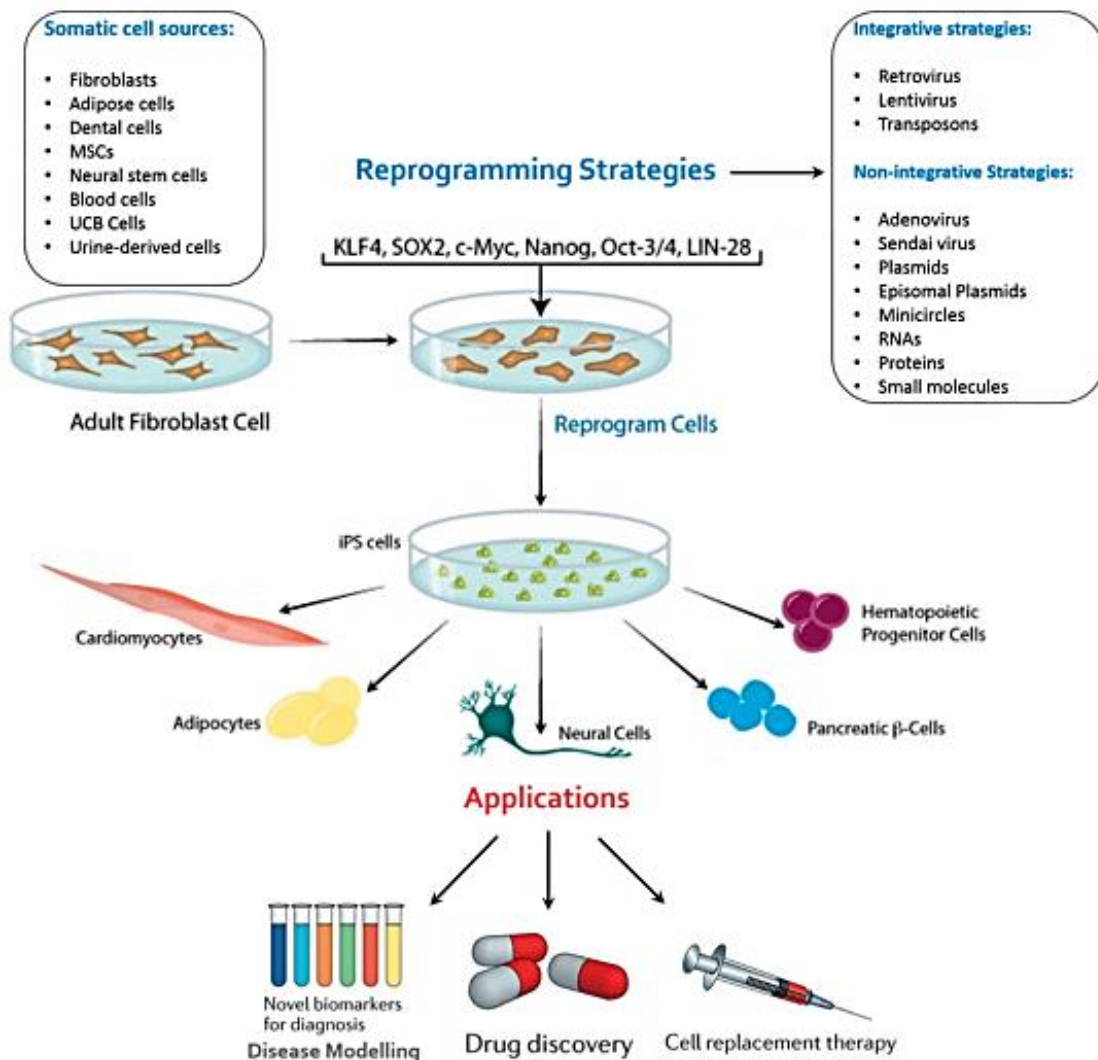 Somatic cell sources:
• Fibroblasts
• Adipose cells
• Dental cells
• MSCs
• Neural stem cells
• Blood cells
• UCB Cells
• Urine-derived cells
Integrative strategies:
• Retrovirus
• Lentivirus
• Transposons
Non-integrative Strategies:
• Adenovirus
• Sendai virus
• Plasmids
• Episomal Plasmids
• Minicircles
• RNAs
• Proteins
• Small molecules
Reprogramming Strategies
KLF4, SOX2, c-Myc, Nanog, Oct-3/4, LIN-28
Adult Fibroblast Cell
Reprogram Cells
iPS cells
Cardiomyocytes
Hematopoietic
Progenitor Cells
Adipocytes
Neural Cells
Pancreatic β-Cells
Applications
Novel biomarkers
for diagnosis
Disease Modelling
Drug discovery
Cell replacement therapy